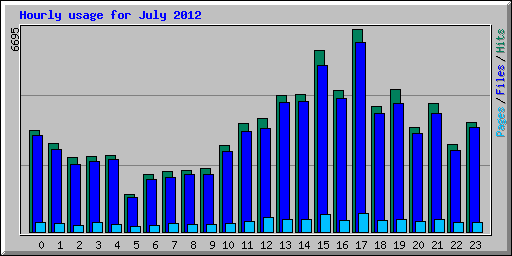 Hourly usage for July 2012
6695
Pages/Files/Hits
0 1 2 3 4 5 6 7 8 9 10 11 12 13 14 15 16 17 18 19 20 21 22 23